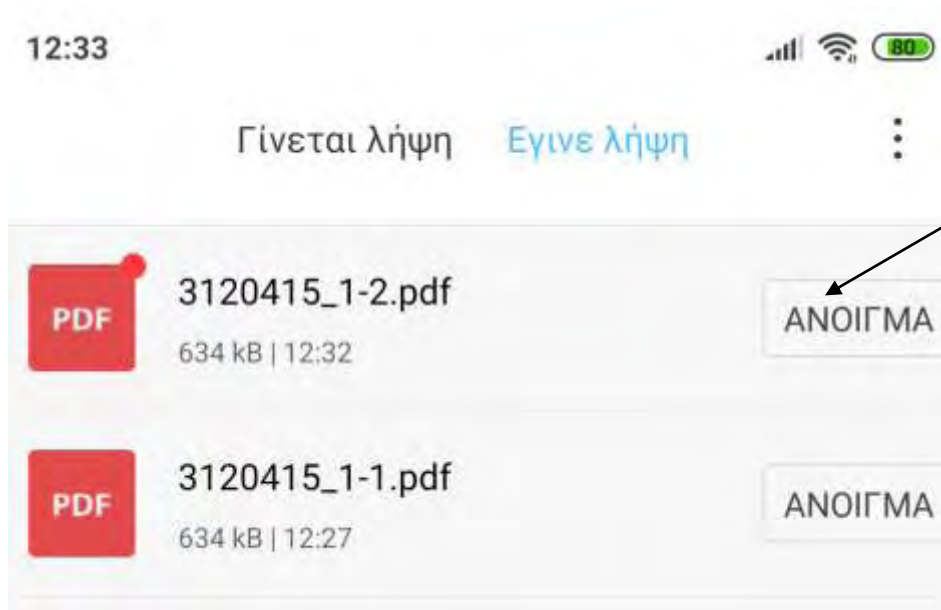 12:33
80
Γίνεται λήψη Εγινε λήψη
PDF
3120415_1-2.pdf
634 kB | 12:32
ΑΝΟΙΓΜΑ
PDF
3120415_1-1.pdf
634 kB | 12:27
ΑΝΟΙΓΜΑ